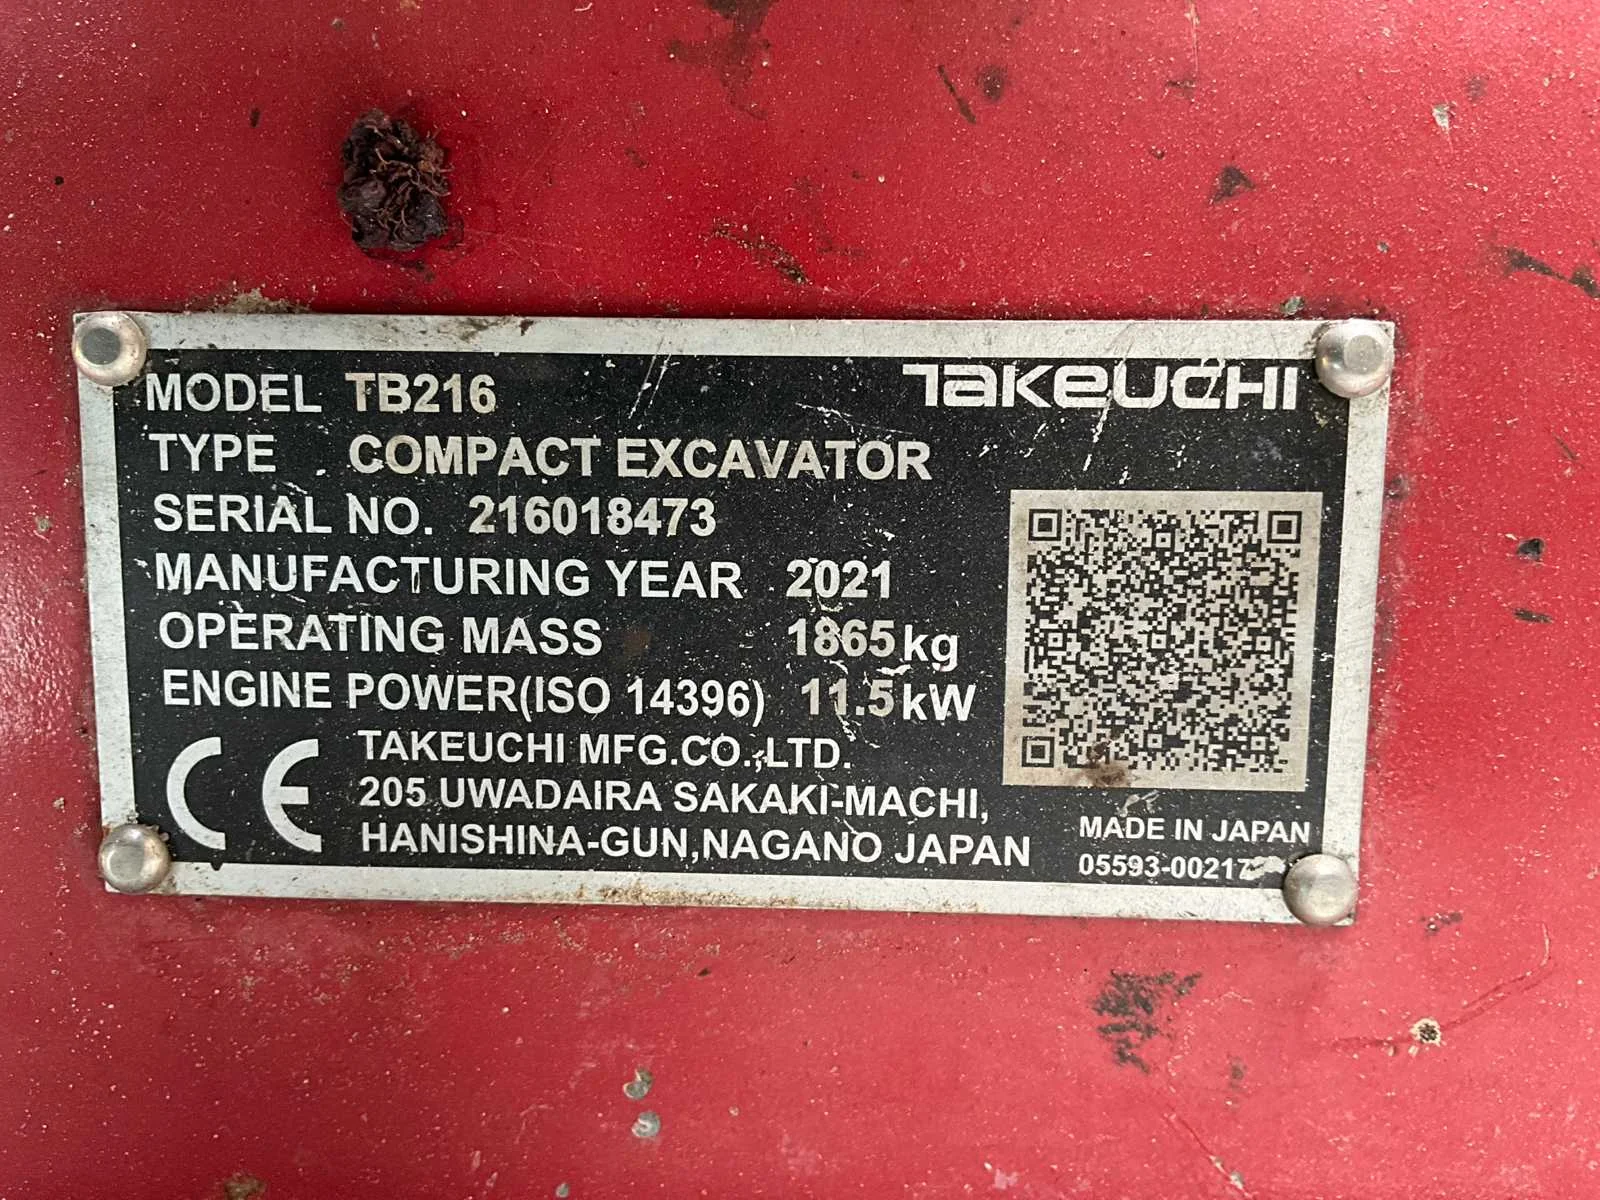 TAKEUCHI
MODEL TB216
TYPE COMPACT EXCAVATOR
SERIAL NO. 216018473
MANUFACTURING YEAR 2021
OPERATING MASS 1865kg
ENGINE POWER(ISO 14396) 11.5kW
CE
TAKEUCHI MFG.CO.,LTD.
205 UWADAIRA SAKAKI-MACHI,
HANISHINA-GUN,NAGANO JAPAN
MADE IN JAPAN